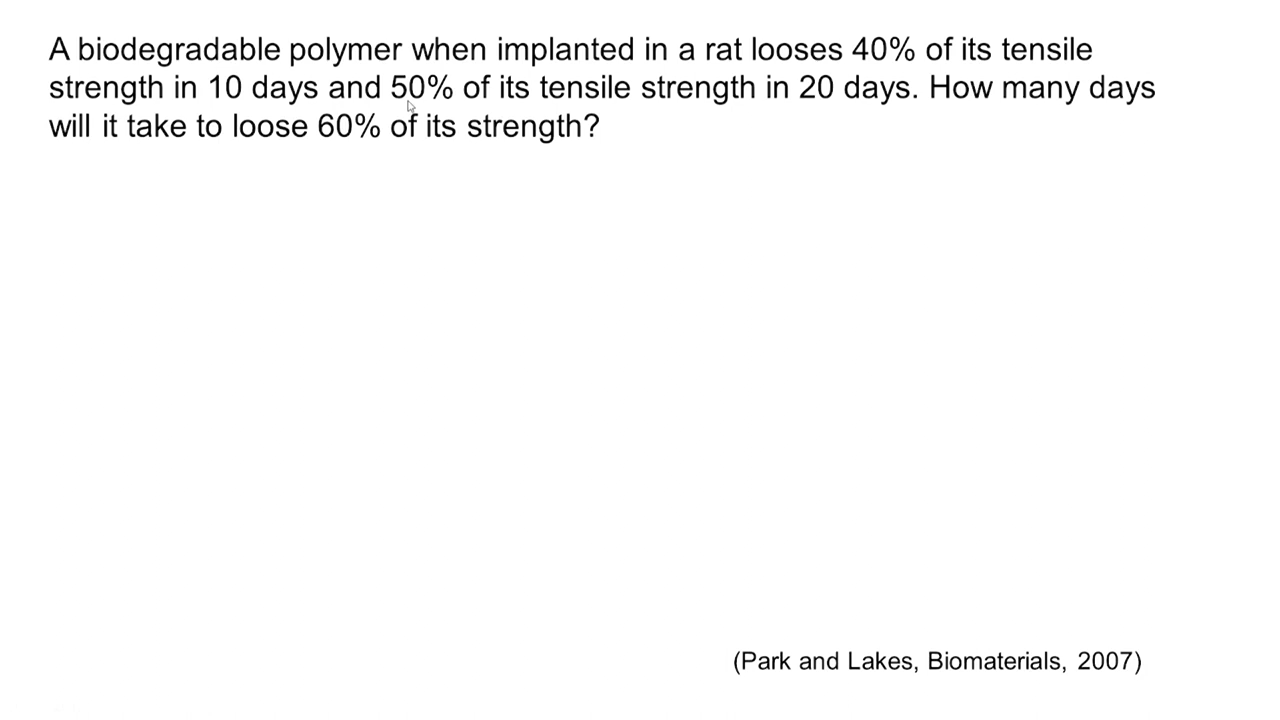 A biodegradable polymer when implanted in a rat looses 40% of its tensile
strength in 10 days and 50% of its tensile strength in 20 days. How many days
will it take to loose 60% of its strength?
(Park and Lakes, Biomaterials, 2007)